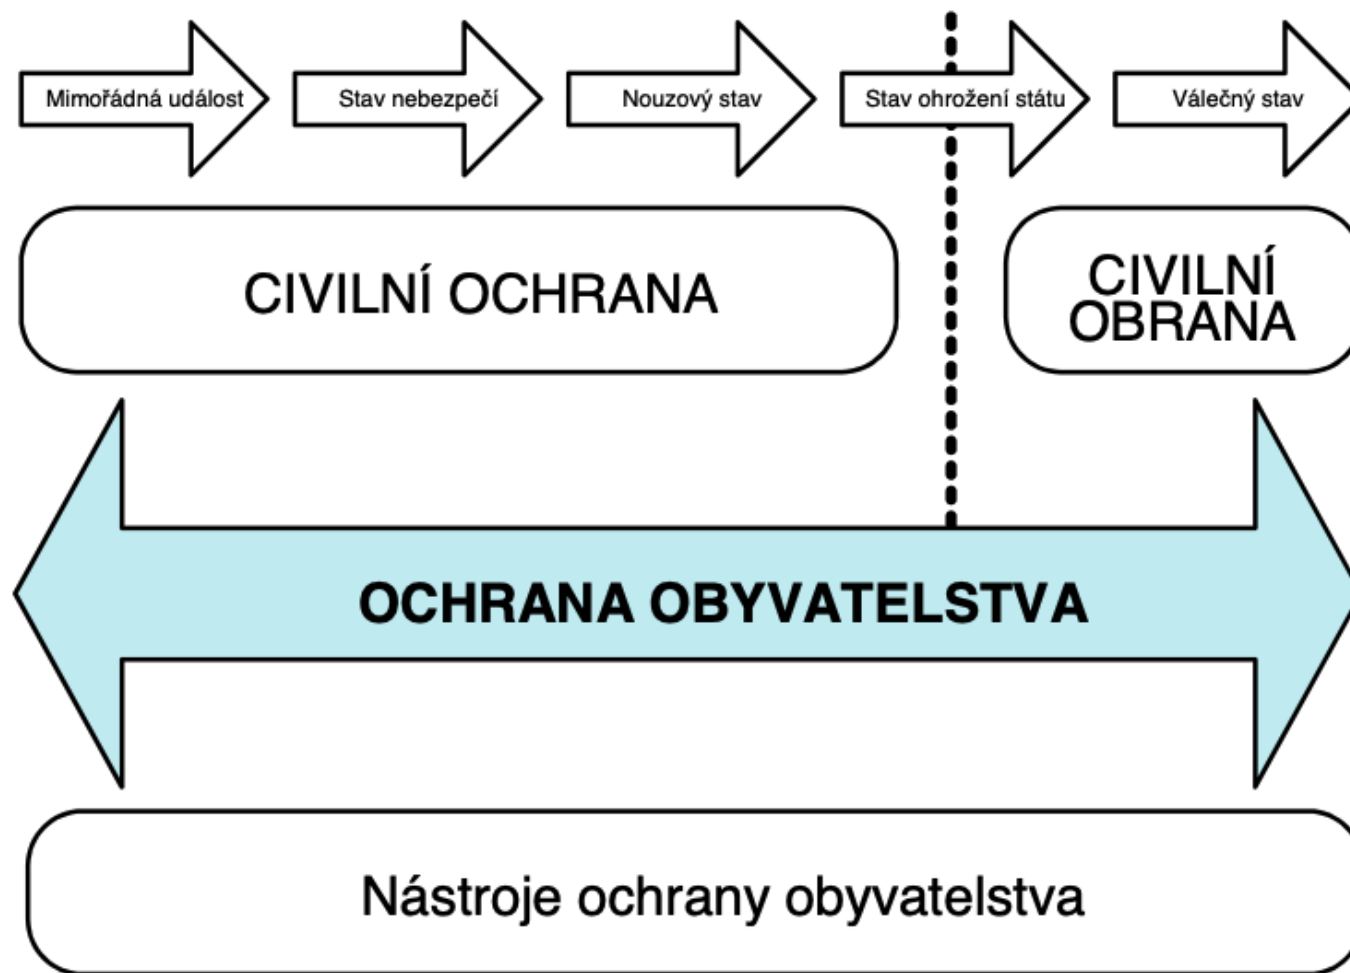 Mimořádná událost
Stav nebezpečí
Nouzový stav
Stav ohrožení státu
Válečný stav
CIVILNÍ OCHRANA
CIVILNÍ
OBRANA
OCHRANA OBYVATELSTVA
Nástroje ochrany obyvatelstva